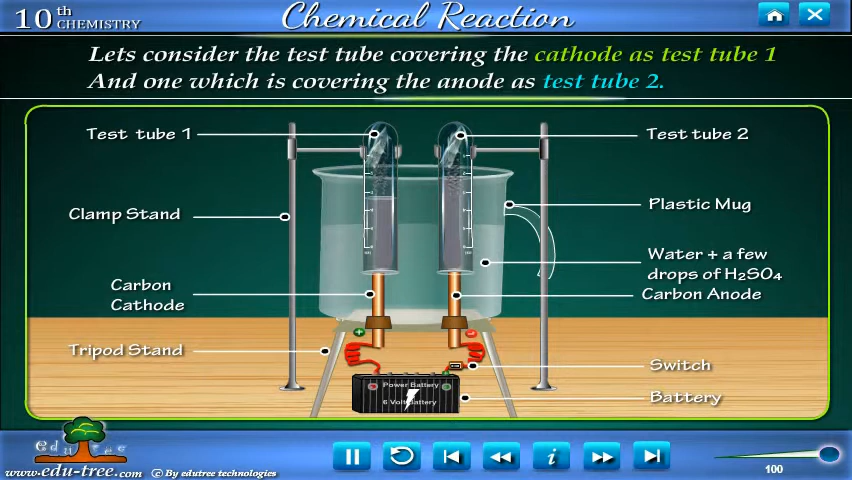 10th CHEMISTRY
Chemical Reaction
Lets consider the test tube covering the cathode as test tube 1
And one which is covering the anode as test tube 2.
Test tube 1
Test tube 2
Clamp Stand
Plastic Mug
Water + a few
drops of H₂SO₄
Carbon
Cathode
Carbon Anode
Tripod Stand
Switch
Power Battery
6 Volt Battery
Battery
Edu Tree
www.edu-tree.com © By edutree technologies
i
100